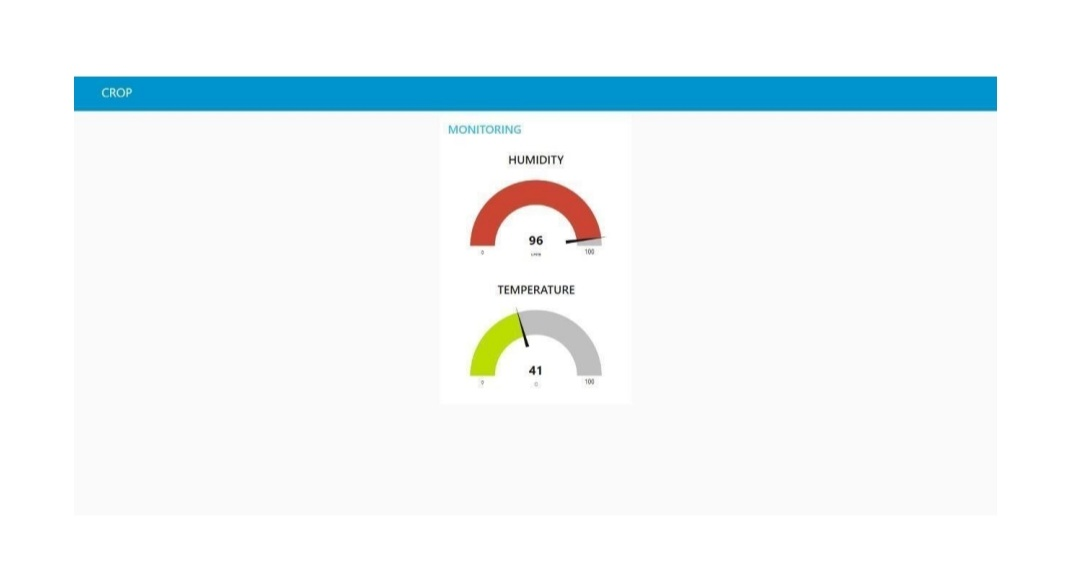 CROP
MONITORING
HUMIDITY
96
0
100
TEMPERATURE
41
0
100